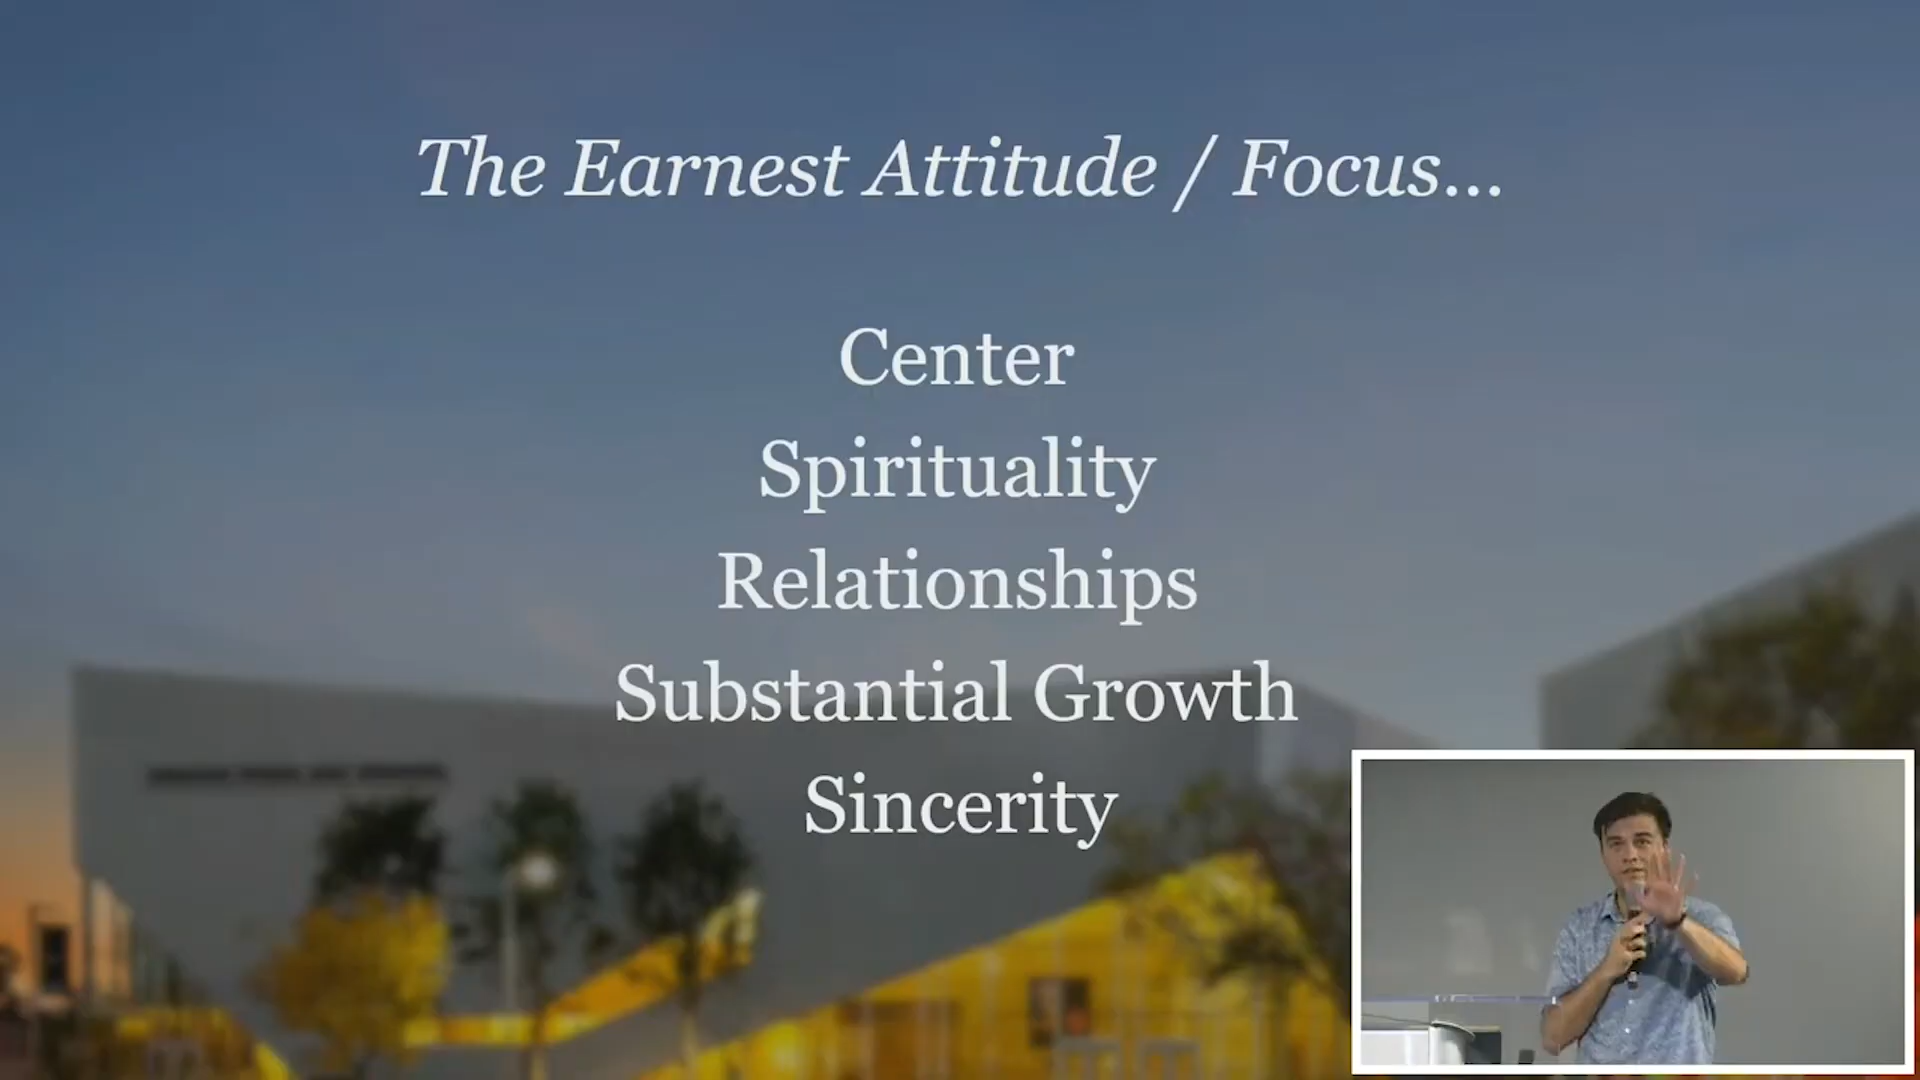 The Earnest Attitude / Focus...
Center
Spirituality
Relationships
Substantial Growth
Sincerity